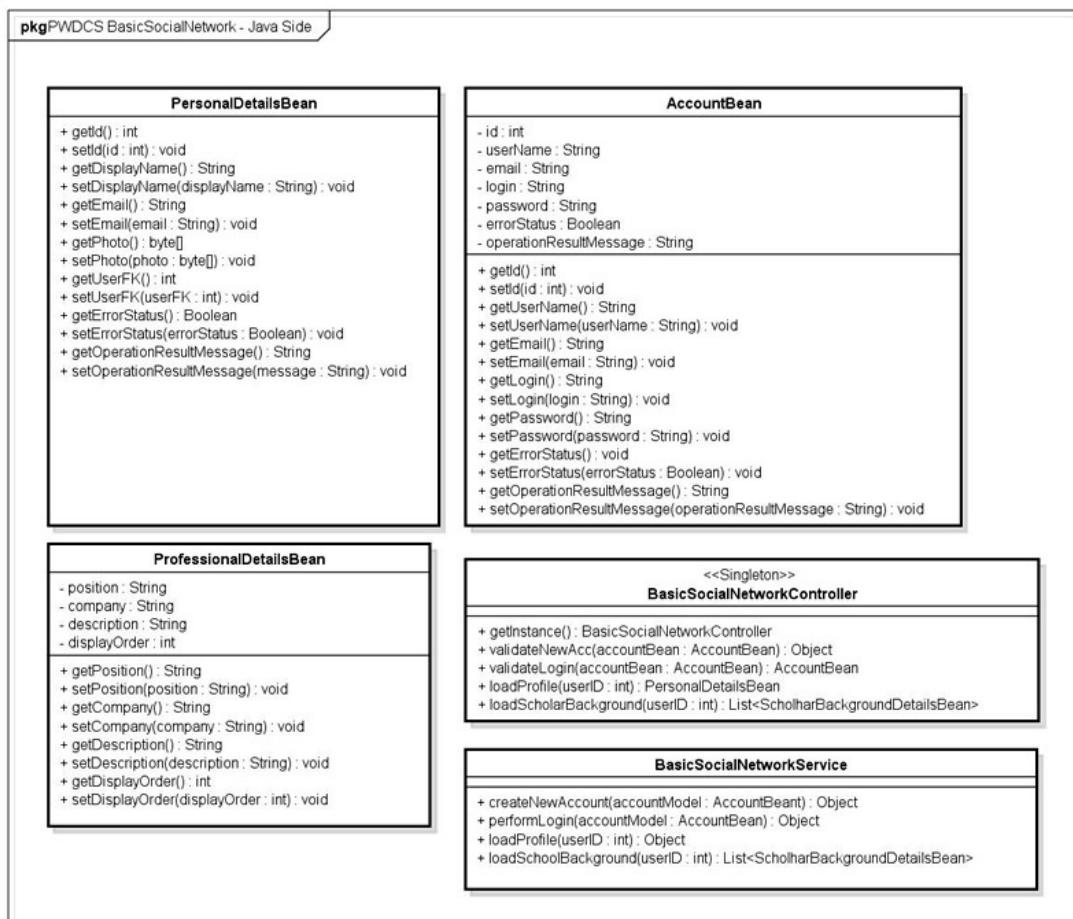 pkg PWDCS BasicSocialNetwork - Java Side
PersonalDetailsBean
+ getId() : int
+ setId(id : int) : void
+ getDisplayName() : String
+ setDisplayName(displayName : String) : void
+ getEmail() : String
+ setEmail(email : String) : void
+ getPhoto() : byte[]
+ setPhoto(photo : byte[]) : void
+ getUserFK() : int
+ setUserFK(userFK : int) : void
+ getErrorStatus() : Boolean
+ setErrorStatus(errorStatus : Boolean) : void
+ getOperationResultMessage() : String
+ setOperationResultMessage(message : String) : void
AccountBean
- id : int
- userName : String
- email : String
- login : String
- password : String
- errorStatus : Boolean
- operationResultMessage : String
+ getId() : int
+ setId(id : int) : void
+ getUserName() : String
+ setUserName(userName : String) : void
+ getEmail() : String
+ setEmail(email : String) : void
+ getLogin() : String
+ setLogin(login : String) : void
+ getPassword() : String
+ setPassword(password : String) : void
+ getErrorStatus() : void
+ setErrorStatus(errorStatus : Boolean) : void
+ getOperationResultMessage() : String
+ setOperationResultMessage(operationResultMessage : String) : void
ProfessionalDetailsBean
- position : String
- company : String
- description : String
- displayOrder : int
+ getPosition() : String
+ setPosition(position : String) : void
+ getCompany() : String
+ setCompany(company : String) : void
+ getDescription() : String
+ setDescription(description : String) : void
+ getDisplayOrder() : int
+ setDisplayOrder(displayOrder : int) : void
<<Singleton>>
BasicSocialNetworkController
+ getInstance() : BasicSocialNetworkController
+ validateNewAcc(accountBean : AccountBean) : Object
+ validateLogin(accountBean : AccountBean) : AccountBean
+ loadProfile(userID : int) : PersonalDetailsBean
+ loadScholarBackground(userID : int) : List<ScholharBackgroundDetailsBean>
BasicSocialNetworkService
+ createNewAccount(accountModel : AccountBeant) : Object
+ performLogin(accountModel : AccountBean) : Object
+ loadProfile(userID : int) : Object
+ loadSchoolBackground(userID : int) : List<ScholharBackgroundDetailsBean>